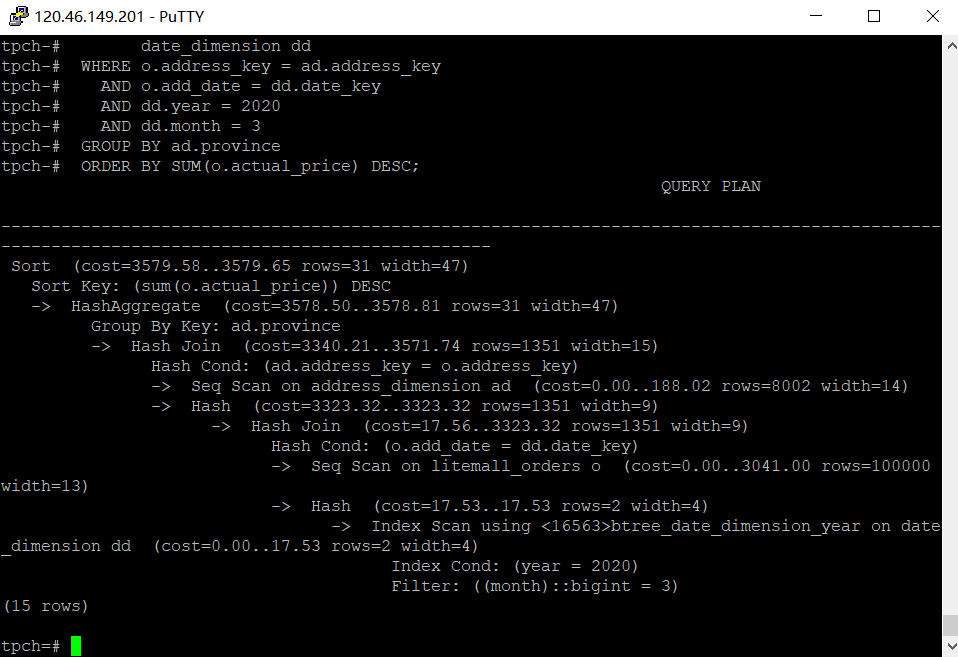 120.46.149.201 - PuTTY
tpch-#        date_dimension dd
tpch-#  WHERE o.address_key = ad.address_key
tpch-#    AND o.add_date = dd.date_key
tpch-#    AND dd.year = 2020
tpch-#    AND dd.month = 3
tpch-#  GROUP BY ad.province
tpch-#  ORDER BY SUM(o.actual_price) DESC;
QUERY PLAN
----------------------------------------------------------------------------------------------
-------------------------------------------------
 Sort  (cost=3579.58..3579.65 rows=31 width=47)
   Sort Key: (sum(o.actual_price)) DESC
   ->  HashAggregate  (cost=3578.50..3578.81 rows=31 width=47)
         Group By Key: ad.province
         ->  Hash Join  (cost=3340.21..3571.74 rows=1351 width=15)
               Hash Cond: (ad.address_key = o.address_key)
               ->  Seq Scan on address_dimension ad  (cost=0.00..188.02 rows=8002 width=14)
               ->  Hash  (cost=3323.32..3323.32 rows=1351 width=9)
                     ->  Hash Join  (cost=17.56..3323.32 rows=1351 width=9)
                           Hash Cond: (o.add_date = dd.date_key)
                           ->  Seq Scan on litemall_orders o  (cost=0.00..3041.00 rows=100000
width=13)
                           ->  Hash  (cost=17.53..17.53 rows=2 width=4)
                                 ->  Index Scan using <16563>btree_date_dimension_year on date
_dimension dd  (cost=0.00..17.53 rows=2 width=4)
                                       Index Cond: (year = 2020)
                                       Filter: ((month)::bigint = 3)
(15 rows)
tpch=#